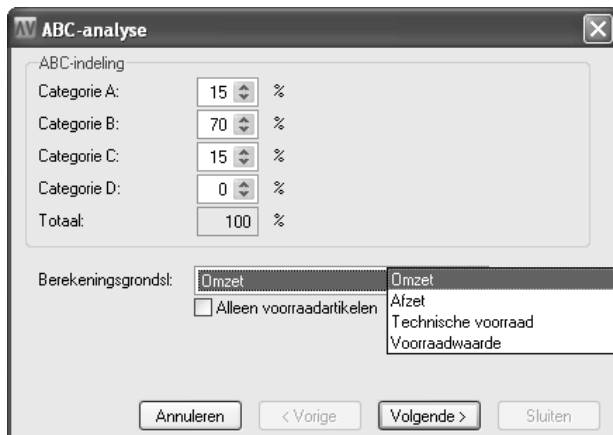 ABC-analyse
ABC-indeling
Categorie A: 15 %
Categorie B: 70 %
Categorie C: 15 %
Categorie D: 0 %
Totaal: 100 %
Berekeningsgrondsl: Omzet Omzet
Afzet
Alleen voorraadartikelen
Technische voorraad
Voorraadwaarde
Annuleren < Vorige Volgende > Sluiten